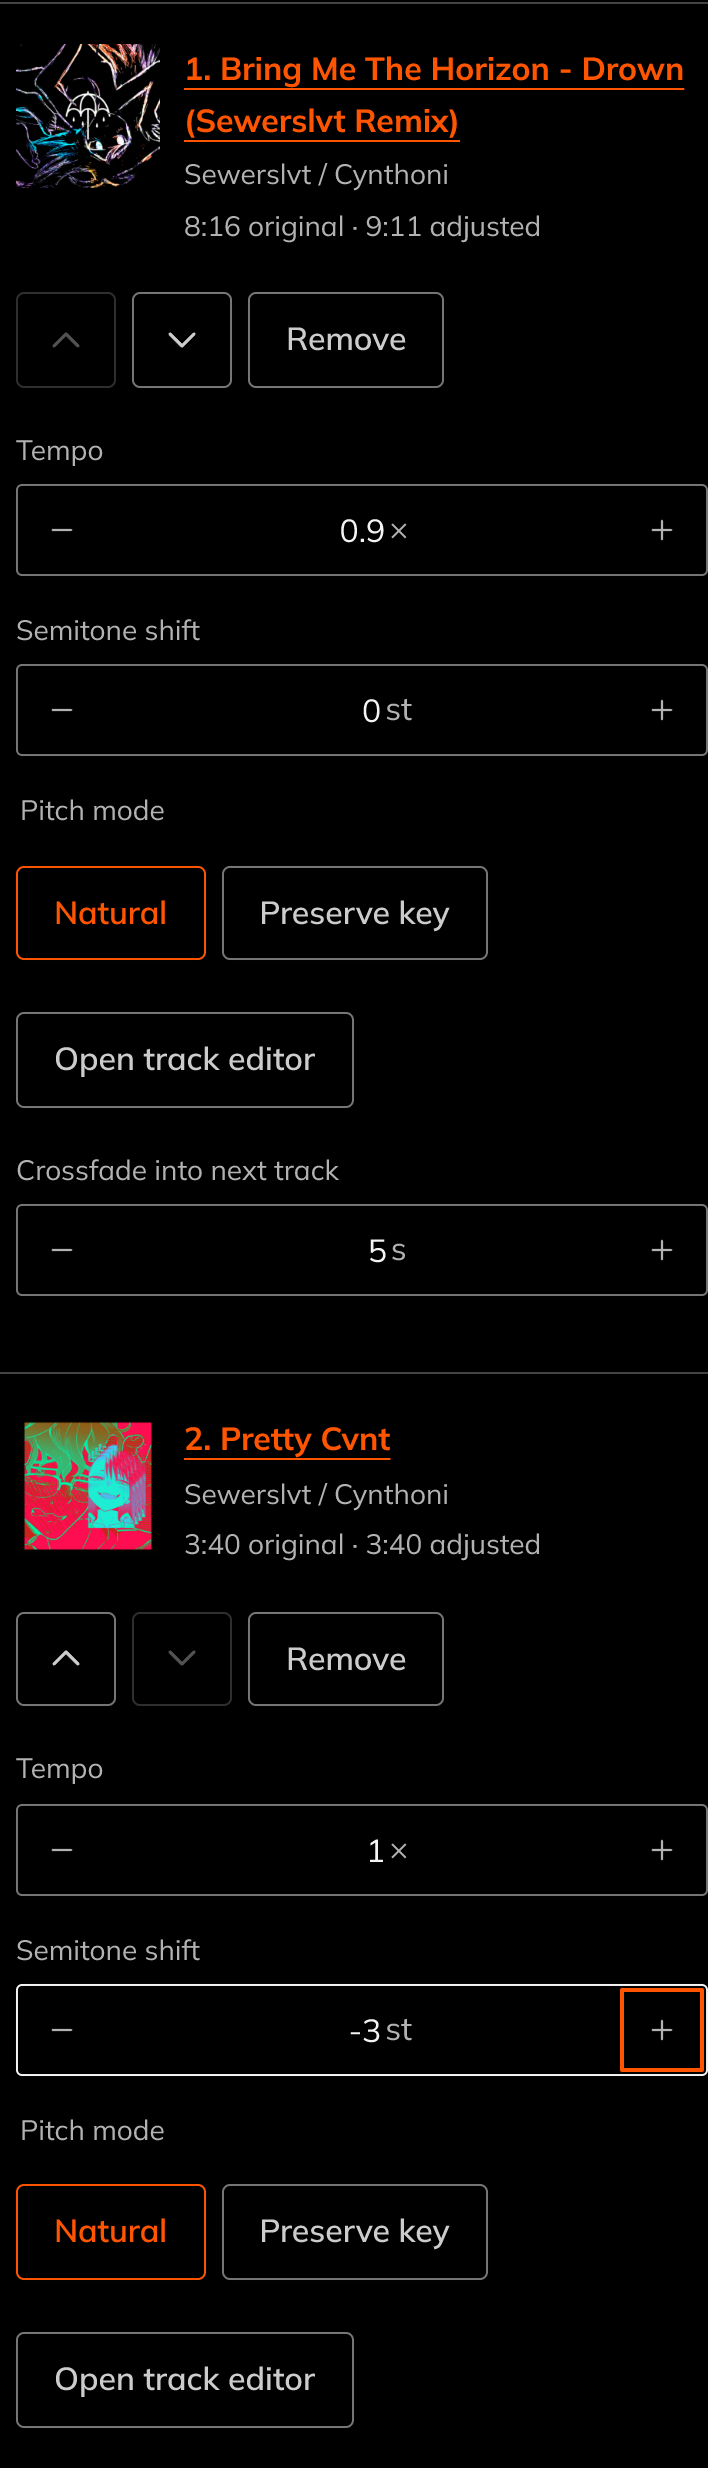 1. Bring Me The Horizon - Drown
(Sewerslvt Remix)
Sewerslvt / Cynthoni
8:16 original · 9:11 adjusted
Remove
Tempo
− 0.9× +
Semitone shift
− 0 st +
Pitch mode
Natural Preserve key
Open track editor
Crossfade into next track
− 5 s +
2. Pretty Cvnt
Sewerslvt / Cynthoni
3:40 original · 3:40 adjusted
Remove
Tempo
− 1× +
Semitone shift
− -3 st +
Pitch mode
Natural Preserve key
Open track editor